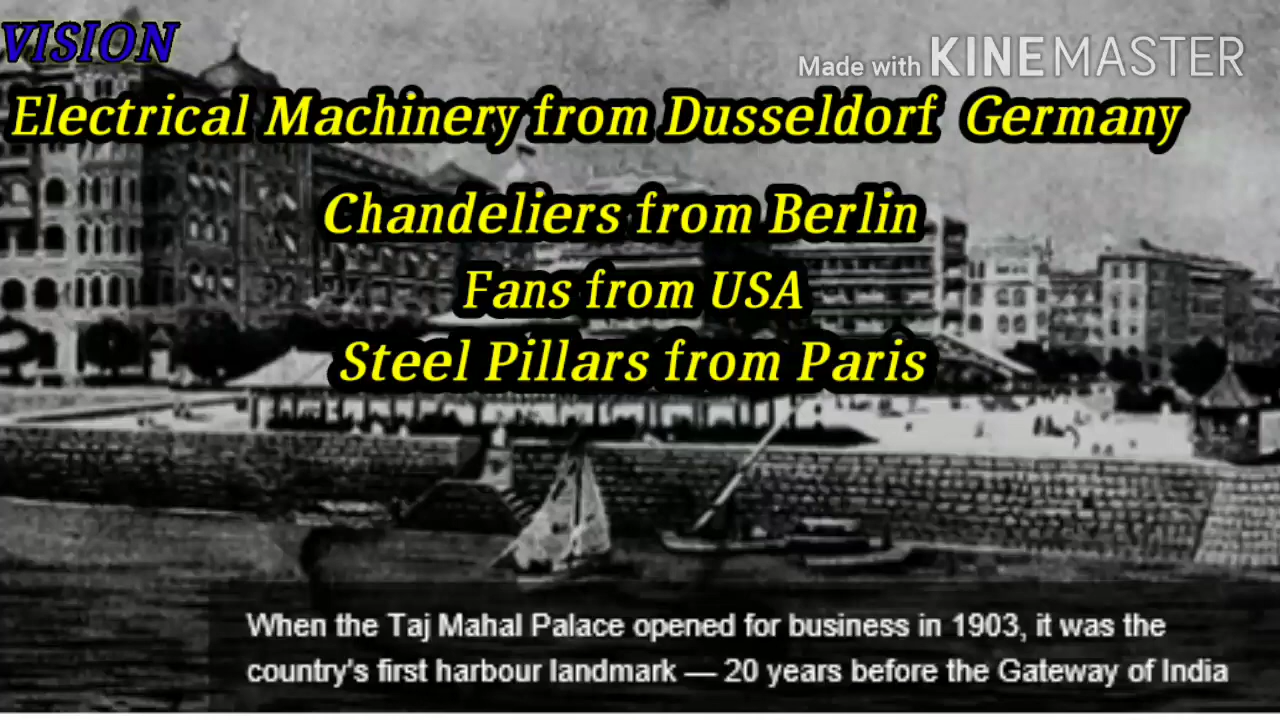 VISION
Made with KINEMASTER
Electrical Machinery from Dusseldorf Germany
Chandeliers from Berlin
Fans from USA
Steel Pillars from Paris
When the Taj Mahal Palace opened for business in 1903, it was the
country's first harbour landmark — 20 years before the Gateway of India